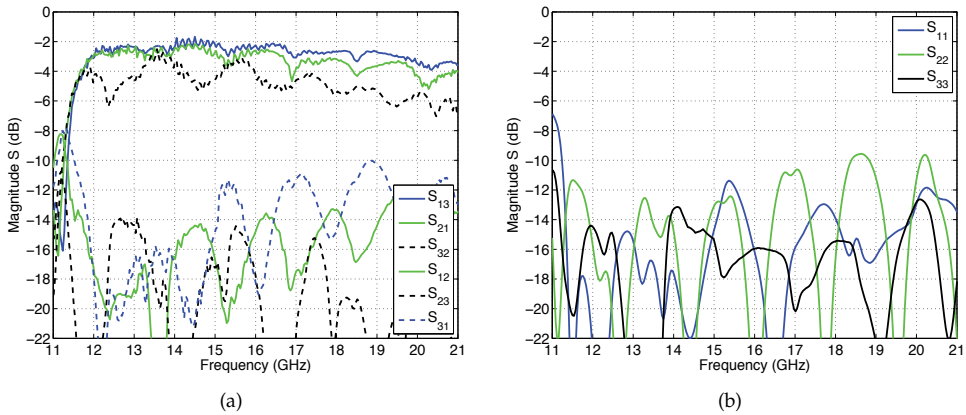 0
−2
−4
−6
−8
−10
−12
−14
−16
−18
−20
−22
Magnitude S (dB)
11 12 13 14 15 16 17 18 19 20 21
Frequency (GHz)
S13
S21
S32
S12
S23
S31
(a)
0
−2
−4
−6
−8
−10
−12
−14
−16
−18
−20
−22
Magnitude S (dB)
11 12 13 14 15 16 17 18 19 20 21
Frequency (GHz)
S11
S22
S33
(b)